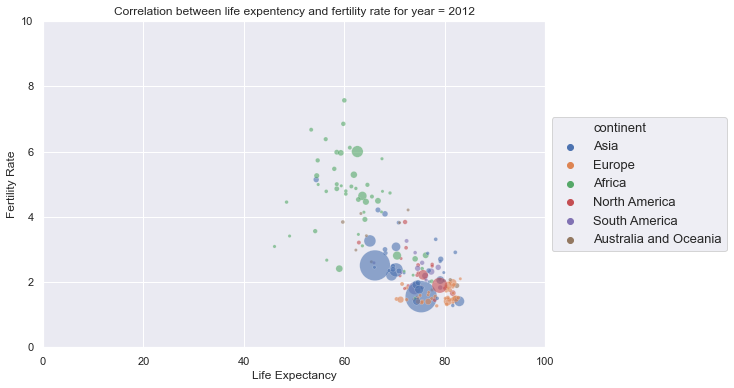 Correlation between life expentency and fertility rate for year = 2012
10
8
6
4
2
0
Fertility Rate
0 20 40 60 80 100
Life Expectancy
continent
Asia
Europe
Africa
North America
South America
Australia and Oceania